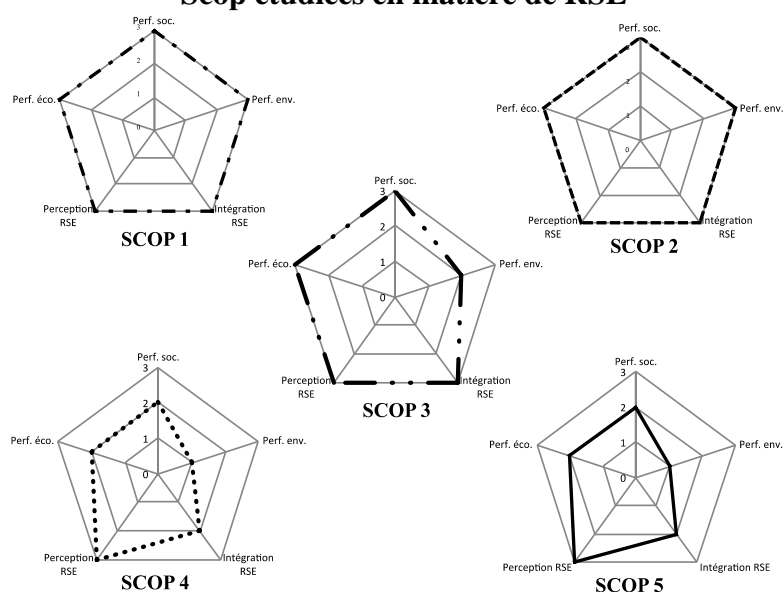 Scop étudiées en matière de RSE
Perf. soc.
3
2
1
0
Perf. éco.
Perf. env.
Perception
RSE
Intégration
RSE
SCOP 1
Perf. soc.
2
1
0
Perf. éco.
Perf. env.
Perception
RSE
Intégration
RSE
SCOP 2
Perf. soc.
3
2
1
0
Perf. éco.
Perf. env.
Perception
RSE
Intégration
RSE
SCOP 3
Perf. soc.
3
2
1
0
Perf. éco.
Perf. env.
Perception
RSE
Intégration
RSE
SCOP 4
Perf. soc.
3
2
1
0
Perf. éco.
Perf. env.
Perception RSE
Intégration RSE
SCOP 5